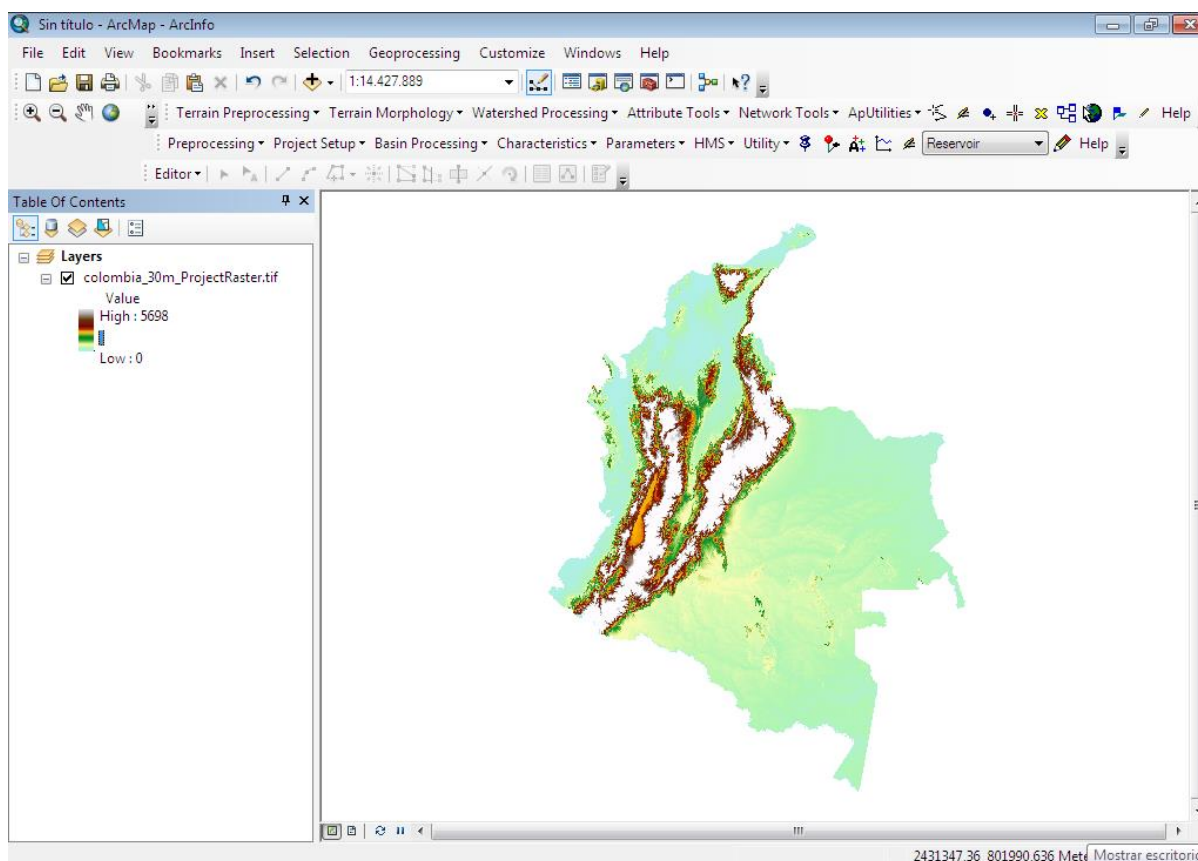 Sin título - ArcMap - ArcInfo
File Edit View Bookmarks Insert Selection Geoprocessing Customize Windows Help
1:14.427.889
Terrain Preprocessing Terrain Morphology Watershed Processing Attribute Tools Network Tools ApUtilities Help
Preprocessing Project Setup Basin Processing Characteristics Parameters HMS Utility Reservoir Help
Editor
Table Of Contents
Layers
colombia_30m_ProjectRaster.tif
Value
High : 5698
Low : 0
2431347,36 801990,636 Mete Mostrar escritorio